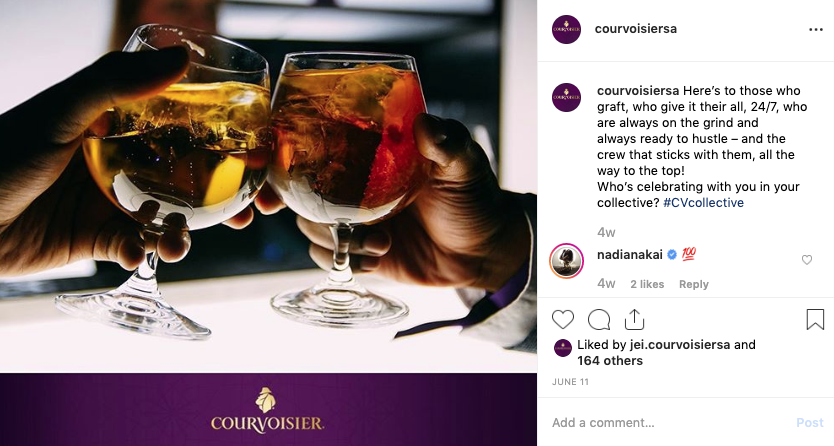 COURVOISIER
courvoisiersa
courvoisiersa Here’s to those who
graft, who give it their all, 24/7, who
are always on the grind and
always ready to hustle – and the
crew that sticks with them, all the
way to the top!
Who’s celebrating with you in your
collective? #CVcollective
4w
nadianakai 💯
4w 2 likes Reply
Liked by jei.courvoisiersa and
164 others
JUNE 11
Add a comment... Post